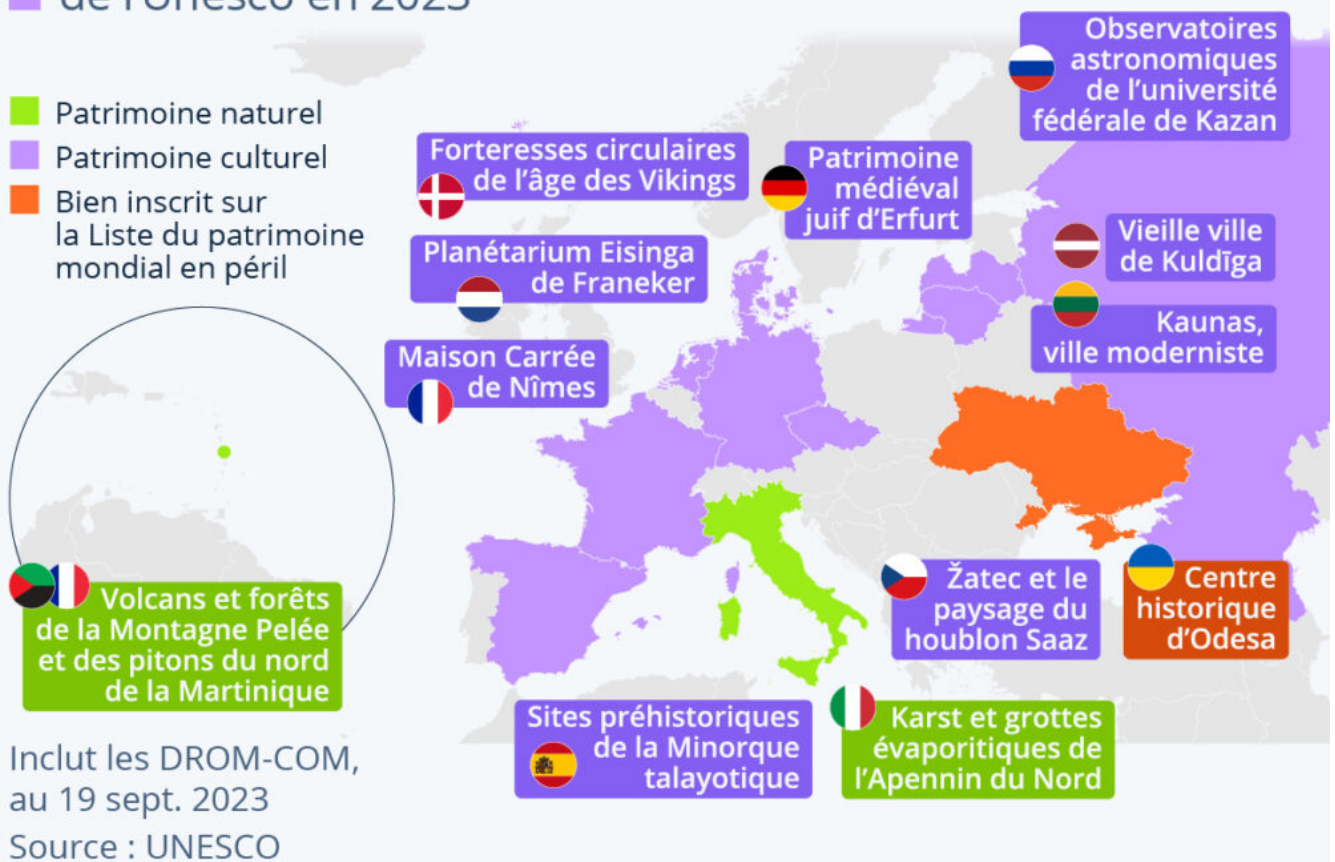 de l'Unesco en 2023
Patrimoine naturel
Patrimoine culturel
Bien inscrit sur
la Liste du patrimoine
mondial en péril
Observatoires
astronomiques
de l'université
fédérale de Kazan
Forteresses circulaires
de l'âge des Vikings
Patrimoine
médiéval
juif d'Erfurt
Planétarium Eisinga
de Franeker
Vieille ville
de Kuldīga
Kaunas,
ville moderniste
Maison Carrée
de Nîmes
Volcans et forêts
de la Montagne Pelée
et des pitons du nord
de la Martinique
Žatec et le
paysage du
houblon Saaz
Centre
historique
d'Odesa
Sites préhistoriques
de la Minorque
talayotique
Karst et grottes
évaporitiques de
l'Apennin du Nord
Inclut les DROM-COM,
au 19 sept. 2023
Source : UNESCO